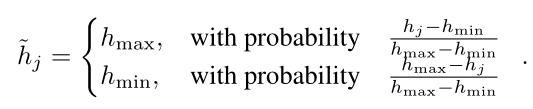 h̃_j = { h_max, with probability (h_j − h_min)/(h_max − h_min)
h_min, with probability (h_max − h_j)/(h_max − h_min) .